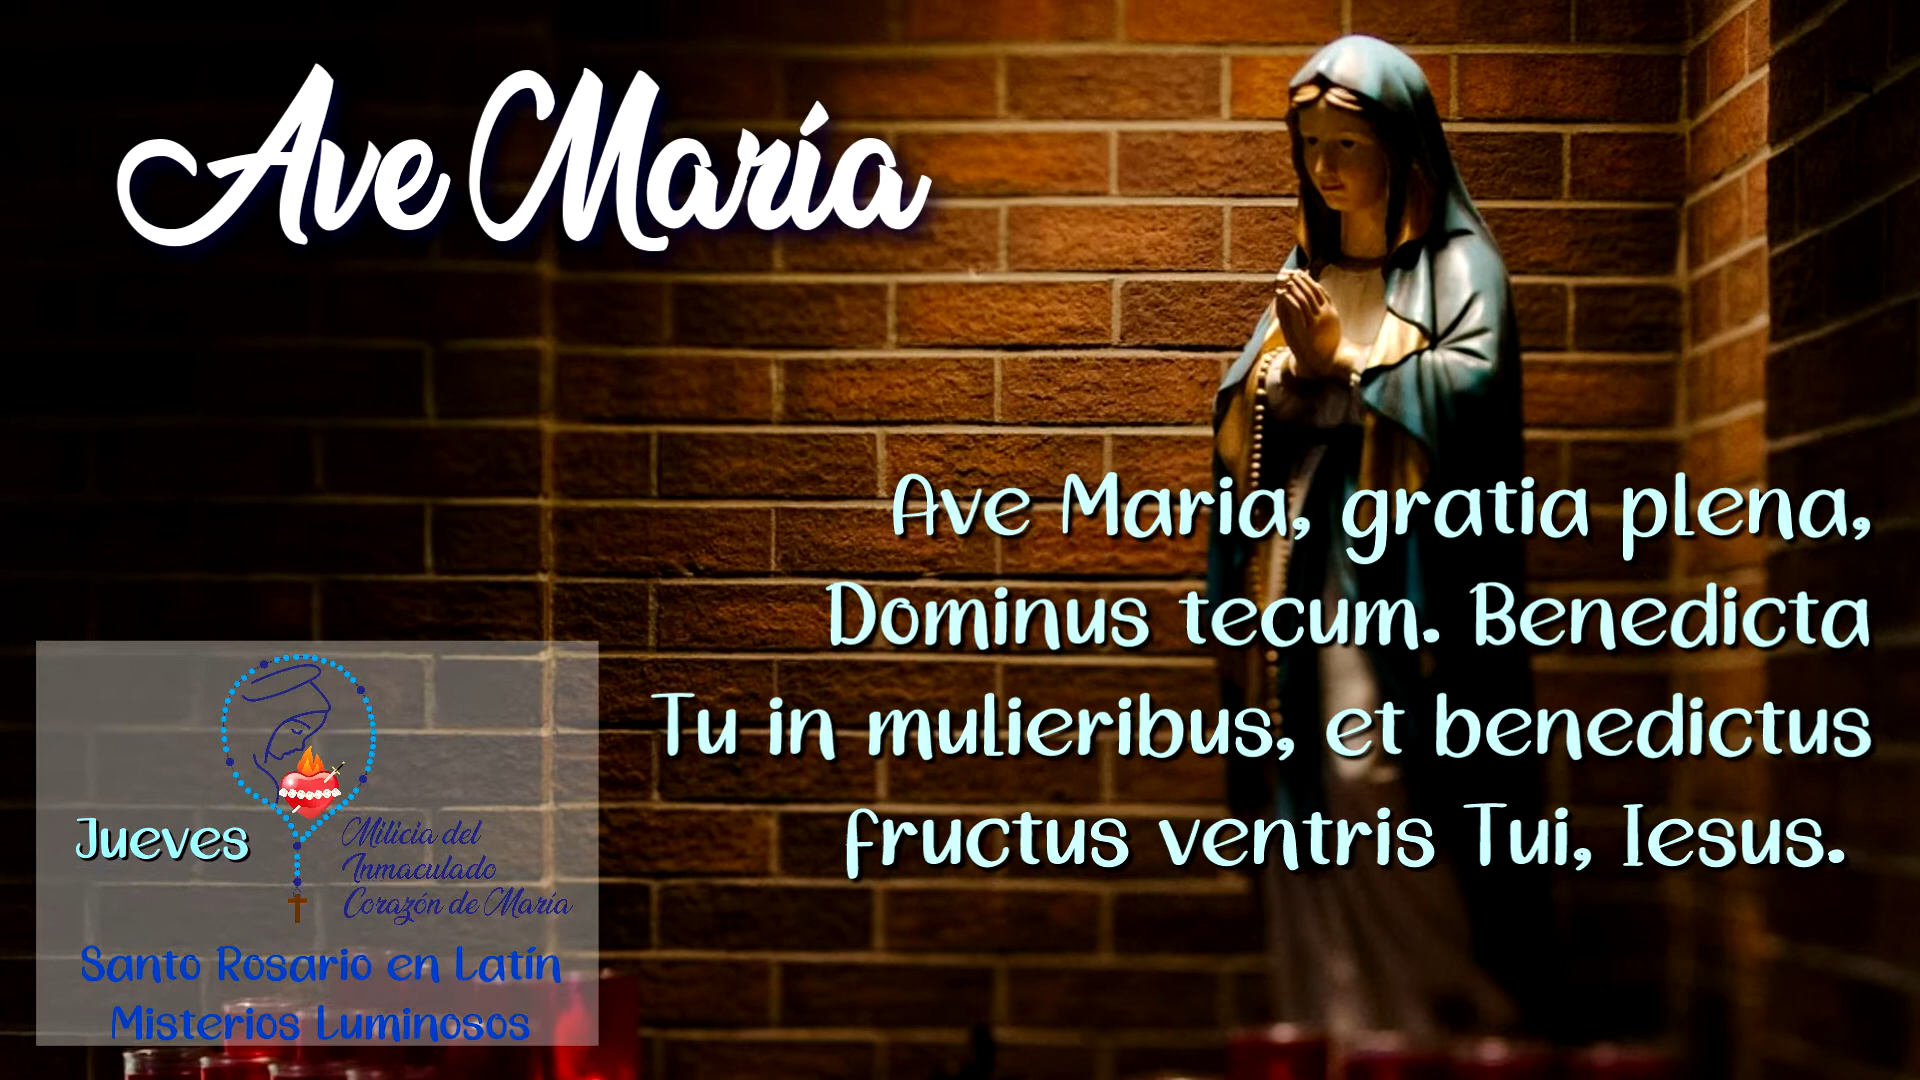 Ave María
Ave Maria, gratia plena,
Dominus tecum. Benedicta
Tu in mulieribus, et benedictus
fructus ventris Tui, Iesus.
Jueves
Milicia del
Inmaculado
Corazón de María
Santo Rosario en Latín
Misterios Luminosos